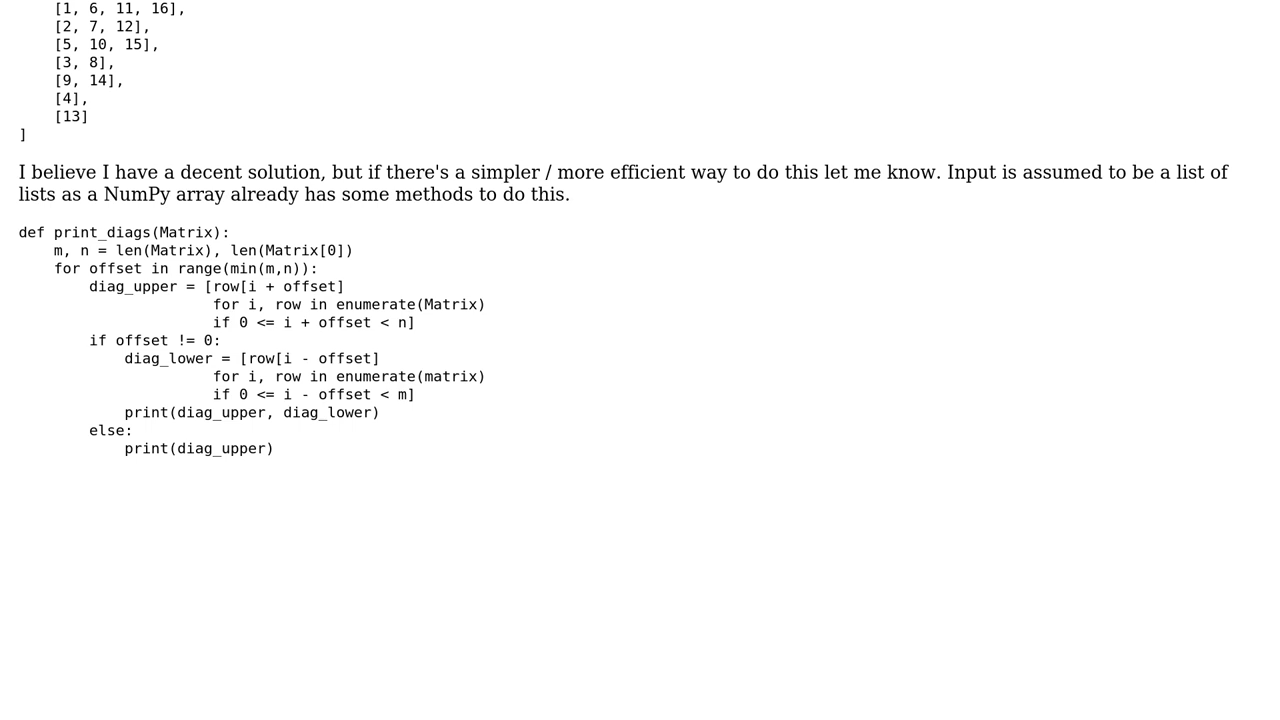 [1, 6, 11, 16],
    [2, 7, 12],
    [5, 10, 15],
    [3, 8],
    [9, 14],
    [4],
    [13]
]
I believe I have a decent solution, but if there's a simpler / more efficient way to do this let me know. Input is assumed to be a list of
lists as a NumPy array already has some methods to do this.
def print_diags(Matrix):
    m, n = len(Matrix), len(Matrix[0])
    for offset in range(min(m,n)):
        diag_upper = [row[i + offset]
                      for i, row in enumerate(Matrix)
                      if 0 <= i + offset < n]
        if offset != 0:
            diag_lower = [row[i - offset]
                      for i, row in enumerate(matrix)
                      if 0 <= i - offset < m]
            print(diag_upper, diag_lower)
        else:
            print(diag_upper)